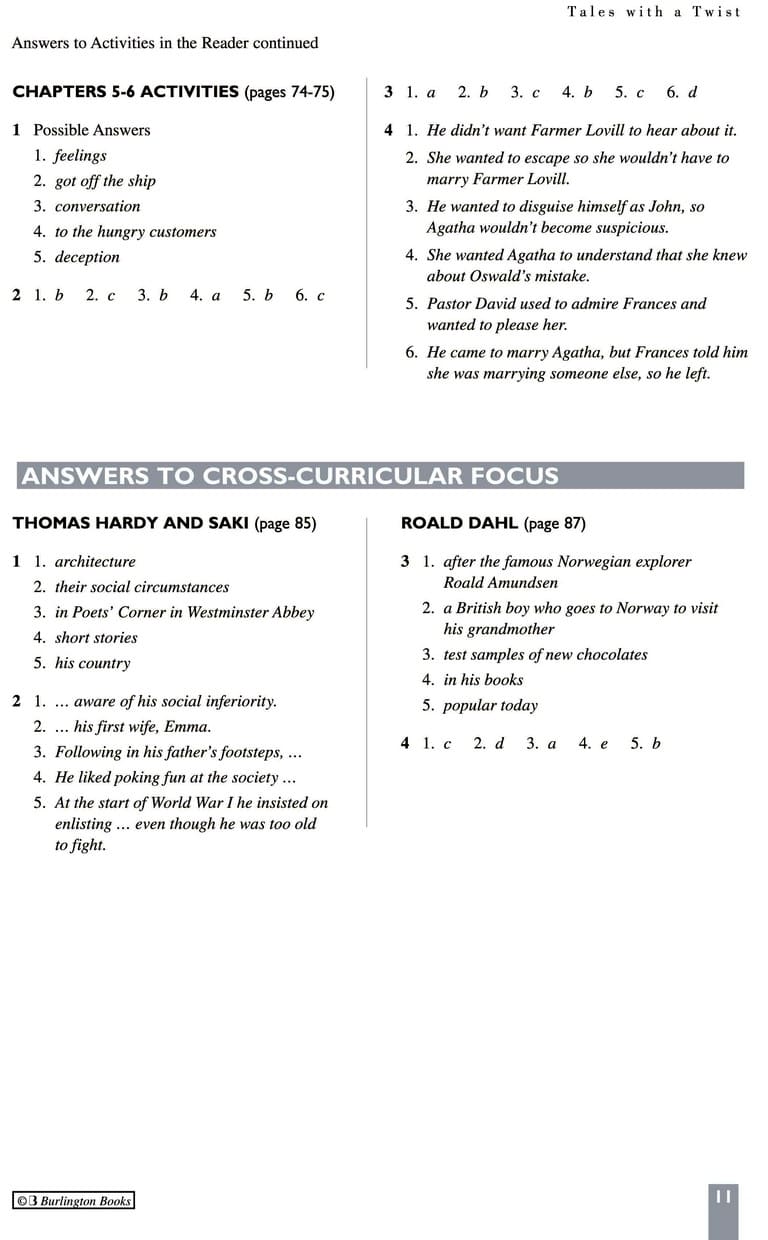 Tales with a Twist
Answers to Activities in the Reader continued
CHAPTERS 5-6 ACTIVITIES (pages 74-75)
1 Possible Answers
1. feelings
2. got off the ship
3. conversation
4. to the hungry customers
5. deception
2 1. b 2. c 3. b 4. a 5. b 6. c
3 1. a 2. b 3. c 4. b 5. c 6. d
4 1. He didn’t want Farmer Lovill to hear about it.
2. She wanted to escape so she wouldn’t have to
marry Farmer Lovill.
3. He wanted to disguise himself as John, so
Agatha wouldn’t become suspicious.
4. She wanted Agatha to understand that she knew
about Oswald’s mistake.
5. Pastor David used to admire Frances and
wanted to please her.
6. He came to marry Agatha, but Frances told him
she was marrying someone else, so he left.
ANSWERS TO CROSS-CURRICULAR FOCUS
THOMAS HARDY AND SAKI (page 85)
1 1. architecture
2. their social circumstances
3. in Poets’ Corner in Westminster Abbey
4. short stories
5. his country
2 1. … aware of his social inferiority.
2. … his first wife, Emma.
3. Following in his father’s footsteps, …
4. He liked poking fun at the society …
5. At the start of World War I he insisted on
enlisting … even though he was too old
to fight.
ROALD DAHL (page 87)
3 1. after the famous Norwegian explorer
Roald Amundsen
2. a British boy who goes to Norway to visit
his grandmother
3. test samples of new chocolates
4. in his books
5. popular today
4 1. c 2. d 3. a 4. e 5. b
© B Burlington Books
11